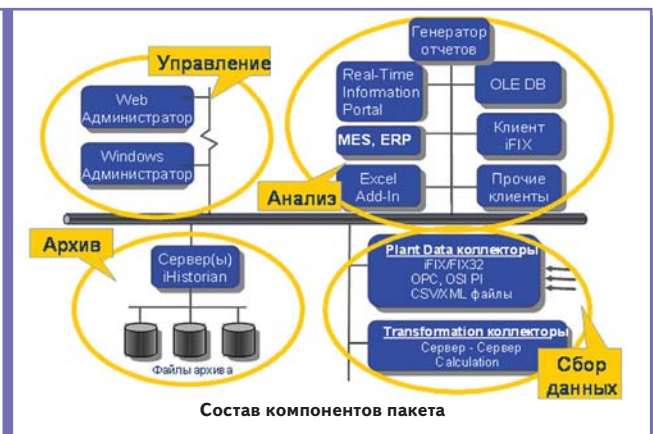 Управление
Web
Администратор
Windows
Администратор
Генератор
отчетов
Real-Time
Information
Portal
OLE DB
MES, ERP
Клиент
iFIX
Анализ
Excel
Add-In
Прочие
клиенты
Архив
Сервер(ы)
iHistorian
Файлы архива
Plant Data коллекторы
iFIX/FIX32
OPC, OSI PI
CSV/XML файлы
Transformation коллекторы
Сервер - Сервер
Calculation
Сбор
данных
Состав компонентов пакета